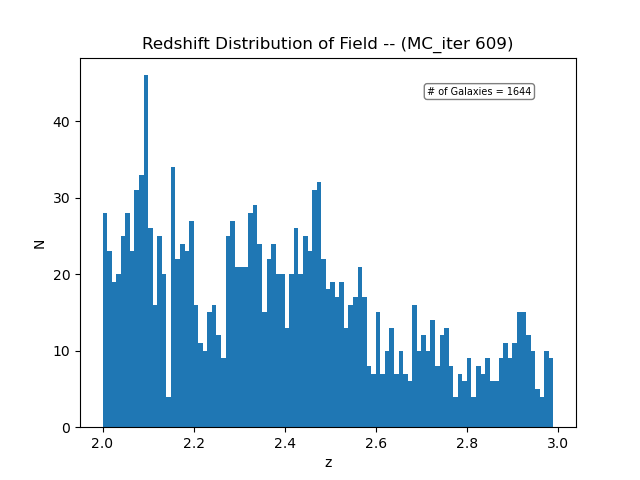 Redshift Distribution of Field -- (MC_iter 609)
# of Galaxies = 1644
40
30
20
10
0
N
2.0 2.2 2.4 2.6 2.8 3.0
z